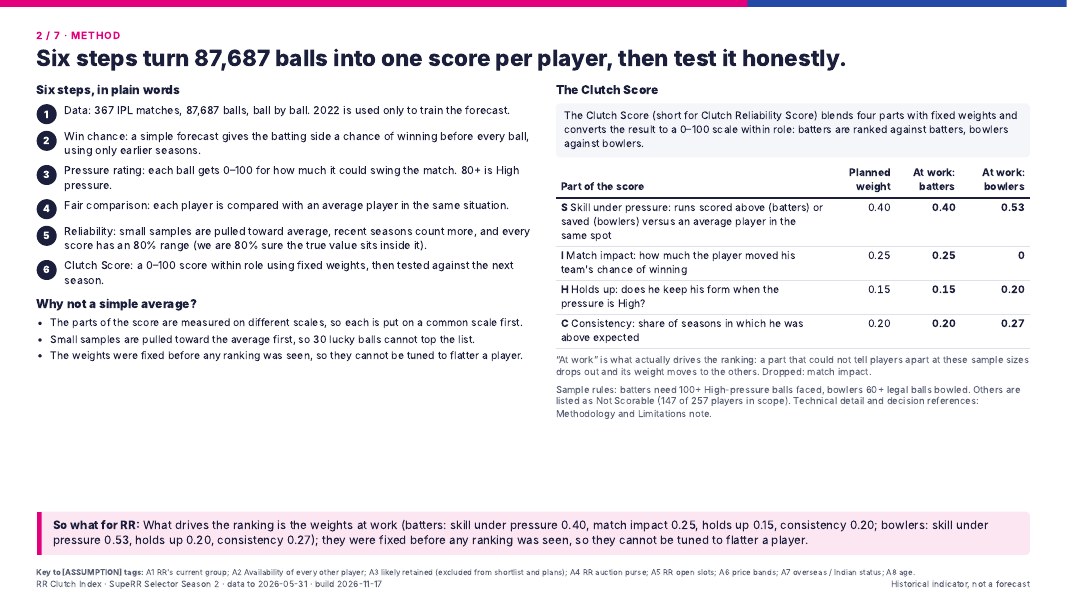 2 / 7 · METHOD
Six steps turn 87,687 balls into one score per player, then test it honestly.
Six steps, in plain words
1 Data: 367 IPL matches, 87,687 balls, ball by ball. 2022 is used only to train the forecast.
2 Win chance: a simple forecast gives the batting side a chance of winning before every ball,
using only earlier seasons.
3 Pressure rating: each ball gets 0–100 for how much it could swing the match. 80+ is High
pressure.
4 Fair comparison: each player is compared with an average player in the same situation.
5 Reliability: small samples are pulled toward average, recent seasons count more, and every
score has an 80% range (we are 80% sure the true value sits inside it).
6 Clutch Score: a 0–100 score within role using fixed weights, then tested against the next
season.
Why not a simple average?
• The parts of the score are measured on different scales, so each is put on a common scale first.
• Small samples are pulled toward the average first, so 30 lucky balls cannot top the list.
• The weights were fixed before any ranking was seen, so they cannot be tuned to flatter a player.
The Clutch Score
The Clutch Score (short for Clutch Reliability Score) blends four parts with fixed weights and
converts the result to a 0–100 scale within role: batters are ranked against batters, bowlers
against bowlers.
Planned At work: At work:
Part of the score weight batters bowlers
S Skill under pressure: runs scored above (batters) or 0.40 0.40 0.53
saved (bowlers) versus an average player in the
same spot
I Match impact: how much the player moved his 0.25 0.25 0
team's chance of winning
H Holds up: does he keep his form when the 0.15 0.15 0.20
pressure is High?
C Consistency: share of seasons in which he was 0.20 0.20 0.27
above expected
“At work” is what actually drives the ranking: a part that could not tell players apart at these sample sizes
drops out and its weight moves to the others. Dropped: match impact.
Sample rules: batters need 100+ High-pressure balls faced, bowlers 60+ legal balls bowled. Others are
listed as Not Scorable (147 of 257 players in scope). Technical detail and decision references:
Methodology and Limitations note.
So what for RR: What drives the ranking is the weights at work (batters: skill under pressure 0.40, match impact 0.25, holds up 0.15, consistency 0.20; bowlers: skill under
pressure 0.53, holds up 0.20, consistency 0.27); they were fixed before any ranking was seen, so they cannot be tuned to flatter a player.
Key to [ASSUMPTION] tags: A1 RR's current group; A2 Availability of every other player; A3 likely retained (excluded from shortlist and plans); A4 RR auction purse; A5 RR open slots; A6 price bands; A7 overseas / Indian status; A8 age.
RR Clutch Index · SupeRR Selector Season 2 · data to 2026-05-31 · build 2026-11-17
Historical indicator, not a forecast